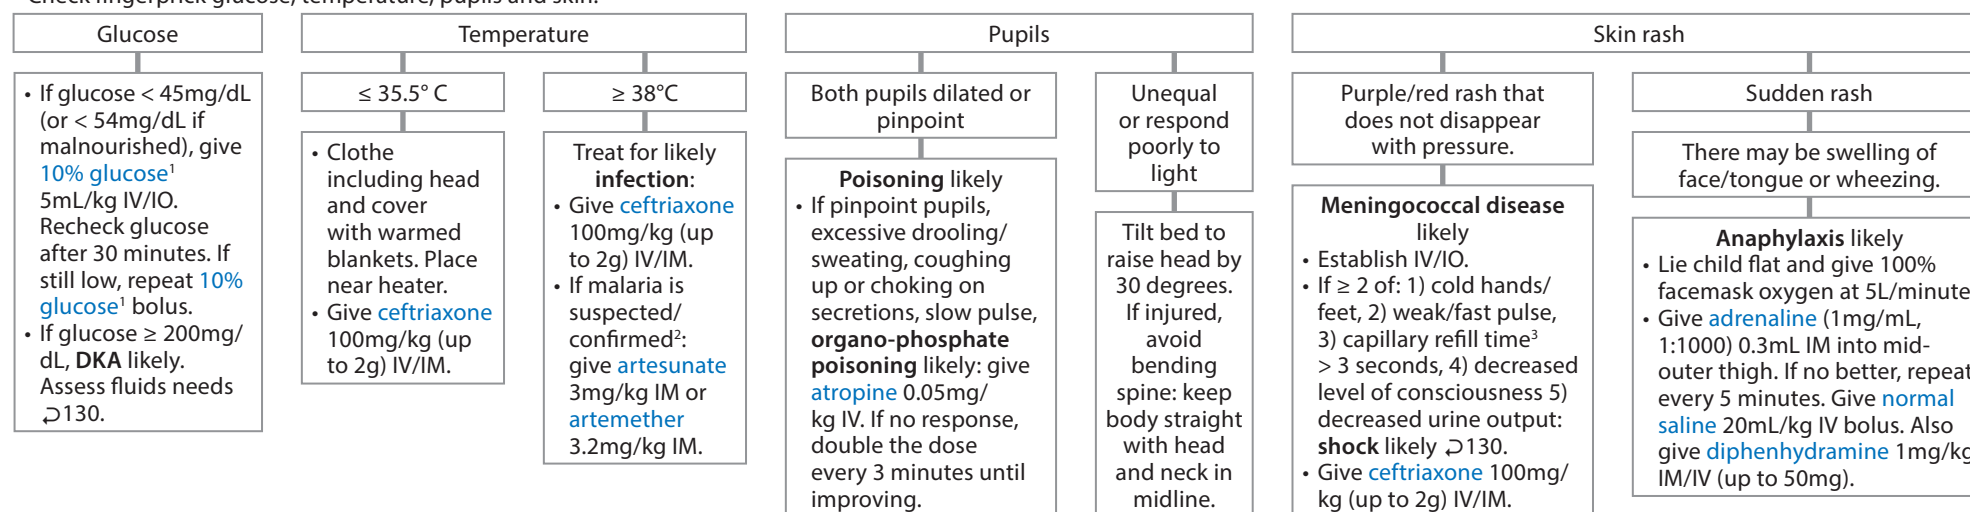 Check fingerprick glucose, temperature, pupils and skin.
Glucose
• If glucose < 45mg/dL
(or < 54mg/dL if
malnourished), give
10% glucose¹
5mL/kg IV/IO.
Recheck glucose
after 30 minutes. If
still low, repeat 10%
glucose¹ bolus.
• If glucose ≥ 200mg/
dL, DKA likely.
Assess fluids needs
⮌130.
Temperature
≤ 35.5° C
• Clothe
including head
and cover
with warmed
blankets. Place
near heater.
• Give ceftriaxone
100mg/kg (up
to 2g) IV/IM.
≥ 38°C
Treat for likely
infection:
• Give ceftriaxone
100mg/kg (up
to 2g) IV/IM.
• If malaria is
suspected/
confirmed²:
give artesunate
3mg/kg IM or
artemether
3.2mg/kg IM.
Pupils
Both pupils dilated or
pinpoint
Poisoning likely
• If pinpoint pupils,
excessive drooling/
sweating, coughing
up or choking on
secretions, slow pulse,
organo-phosphate
poisoning likely: give
atropine 0.05mg/
kg IV. If no response,
double the dose
every 3 minutes until
improving.
Unequal
or respond
poorly to
light
Tilt bed to
raise head by
30 degrees.
If injured,
avoid
bending
spine: keep
body straight
with head
and neck in
midline.
Skin rash
Purple/red rash that
does not disappear
with pressure.
Meningococcal disease
likely
• Establish IV/IO.
• If ≥ 2 of: 1) cold hands/
feet, 2) weak/fast pulse,
3) capillary refill time³
> 3 seconds, 4) decreased
level of consciousness 5)
decreased urine output:
shock likely ⮌130.
• Give ceftriaxone 100mg/
kg (up to 2g) IV/IM.
Sudden rash
There may be swelling of
face/tongue or wheezing.
Anaphylaxis likely
• Lie child flat and give 100%
facemask oxygen at 5L/minute
• Give adrenaline (1mg/mL,
1:1000) 0.3mL IM into mid-
outer thigh. If no better, repeat
every 5 minutes. Give normal
saline 20mL/kg IV bolus. Also
give diphenhydramine 1mg/kg
IM/IV (up to 50mg).